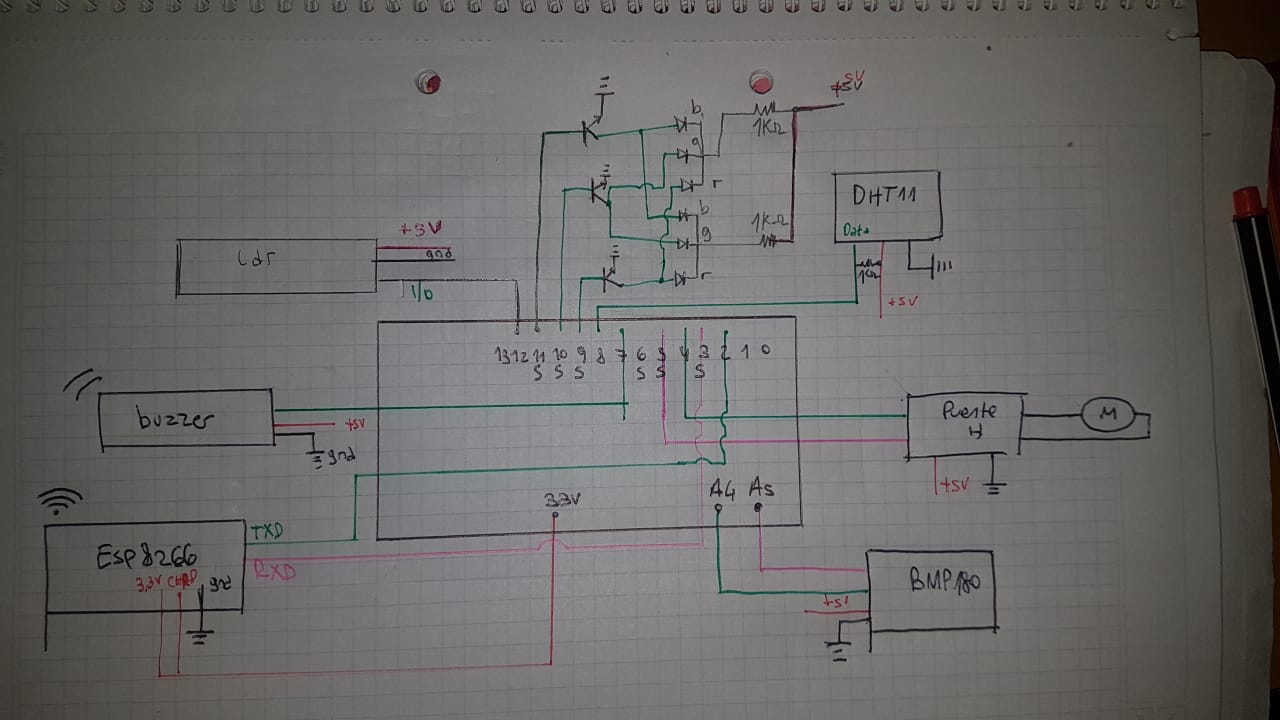 +5V
b
1KΩ
g
r
DHT11
Data
1KΩ
b
1KΩ
g
r
+5V
ldr
gnd
I/O
+5V
13 12 11 10 9 8 7 6 5 4 3 2 1 0
S S S S S S
buzzer
+5V
gnd
Puente
H
M
+5V
3.3V
A4 A5
TXD
Esp8266
RXD
3,3V CHPD gnd
BMP180
+5V